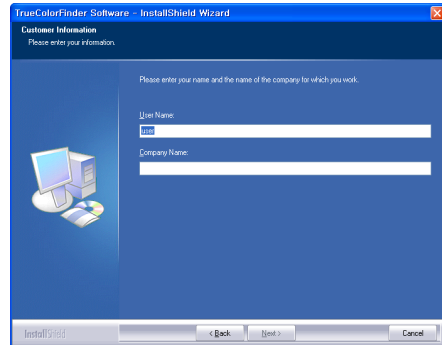 TrueColorFinder Software - InstallShield Wizard
Customer Information
Please enter your information.
Please enter your name and the name of the company for which you work.
User Name:
user
Company Name:
InstallShield
< Back
Next >
Cancel